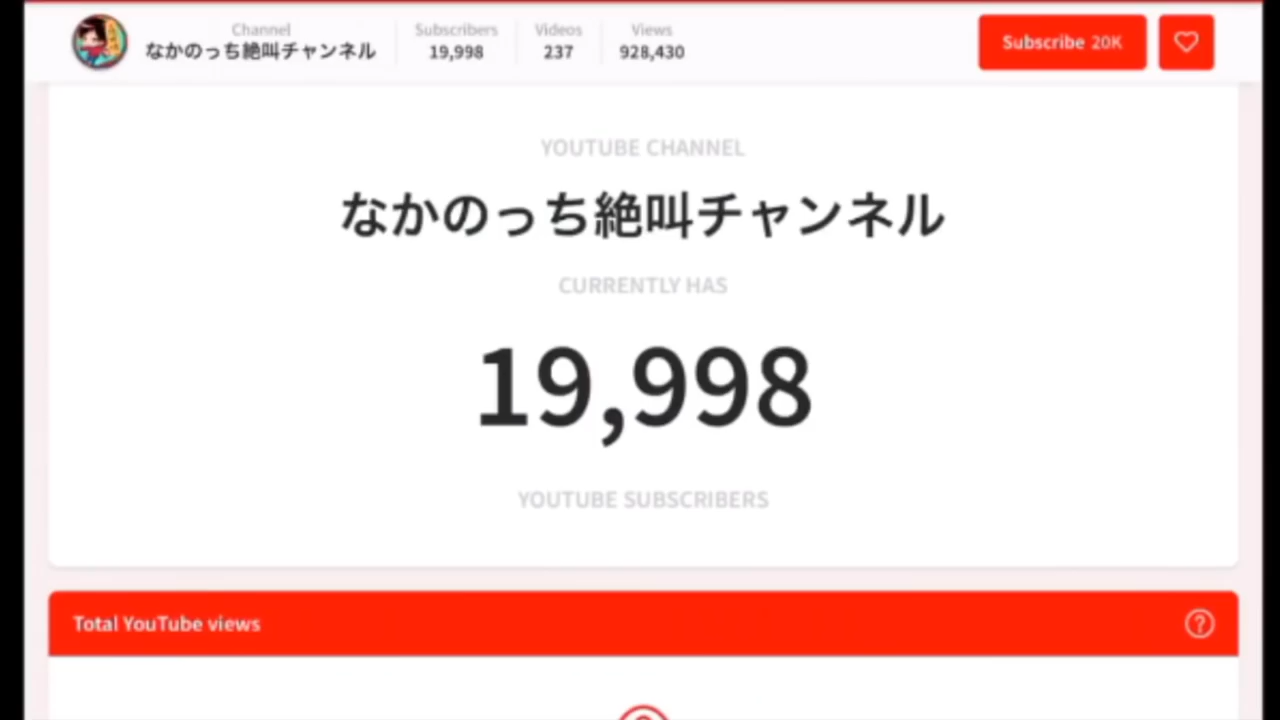 Channel
なかのっち絶叫チャンネル
Subscribers
19,998
Videos
237
Views
928,430
Subscribe 20K
YOUTUBE CHANNEL
なかのっち絶叫チャンネル
CURRENTLY HAS
19,998
YOUTUBE SUBSCRIBERS
Total YouTube views
?